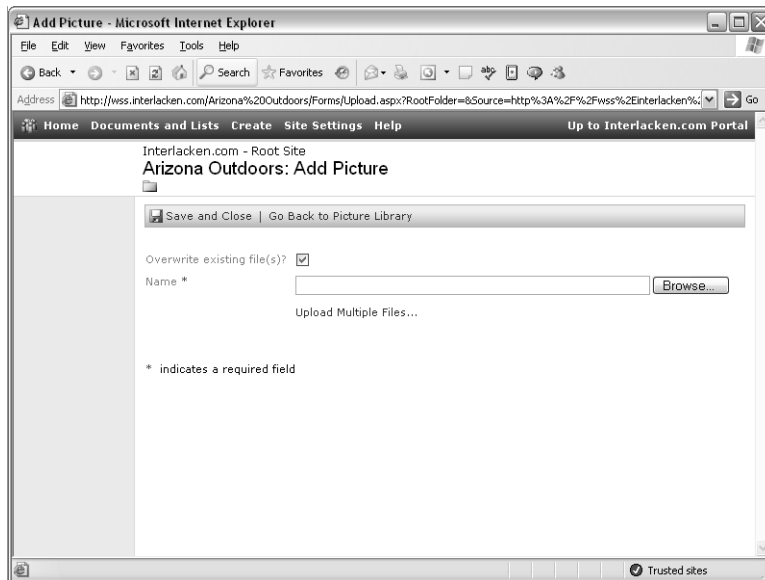 Add Picture - Microsoft Internet Explorer
File Edit View Favorites Tools Help
Back Search Favorites
Address http://wss.interlacken.com/Arizona%20Outdoors/Forms/Upload.aspx?RootFolder=&Source=http%3A%2F%2Fwss%2Einterlacken% Go
Home Documents and Lists Create Site Settings Help Up to Interlacken.com Portal
Interlacken.com - Root Site
Arizona Outdoors: Add Picture
Save and Close | Go Back to Picture Library
Overwrite existing file(s)?
Name * Browse...
Upload Multiple Files...
* indicates a required field
Trusted sites